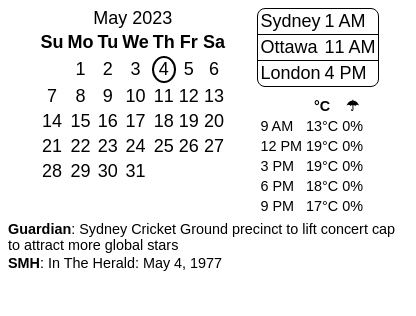 May 2023
Su Mo Tu We Th Fr Sa
1 2 3 4 5 6
7 8 9 10 11 12 13
14 15 16 17 18 19 20
21 22 23 24 25 26 27
28 29 30 31
Sydney 1 AM
Ottawa 11 AM
London 4 PM
°C ☂
9 AM 13°C 0%
12 PM 19°C 0%
3 PM 19°C 0%
6 PM 18°C 0%
9 PM 17°C 0%
Guardian: Sydney Cricket Ground precinct to lift concert cap
to attract more global stars
SMH: In The Herald: May 4, 1977